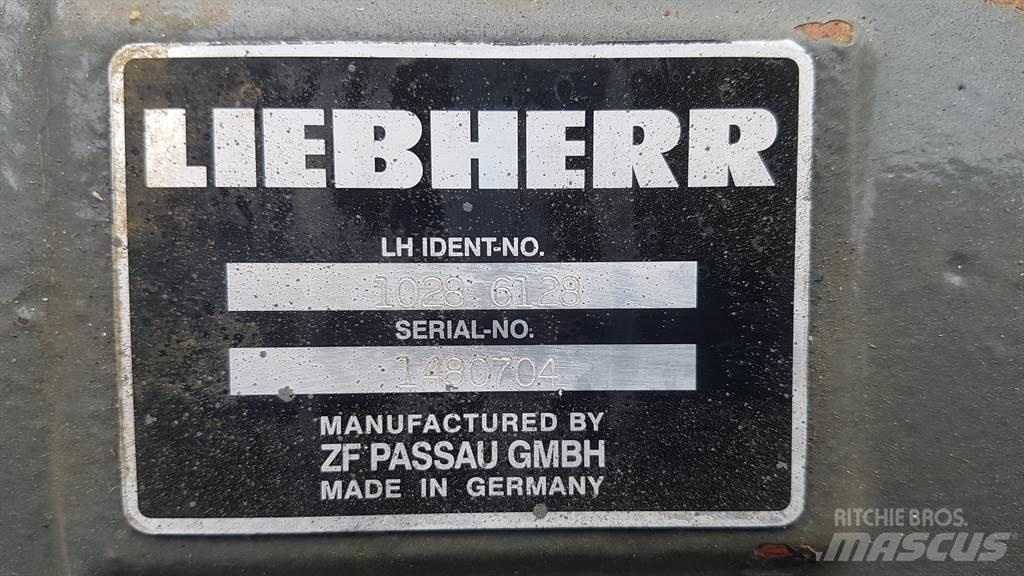 LIEBHERR
LH IDENT-NO.
1028 6128
SERIAL-NO.
1480704
MANUFACTURED BY
ZF PASSAU GMBH
MADE IN GERMANY
RITCHIE BROS.
MASCUS